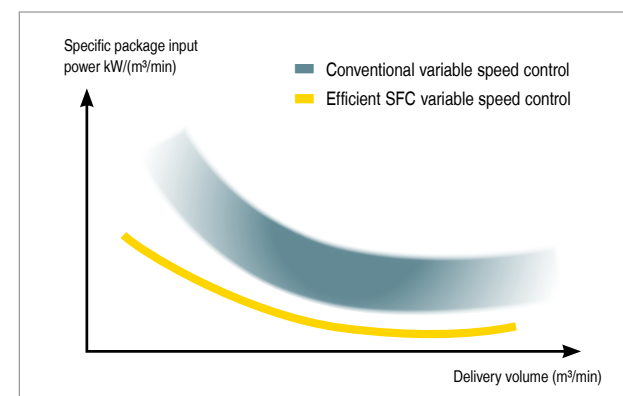 Specific package input
power kW/(m³/min)
Conventional variable speed control
Efficient SFC variable speed control
Delivery volume (m³/min)